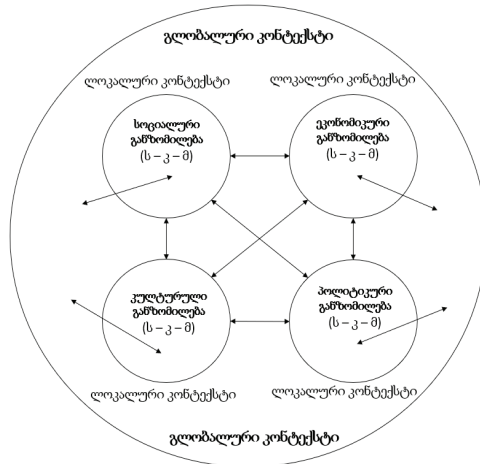 გლობალური კონტექსტი
ლოკალური კონტექსტი
ლოკალური კონტექსტი
სოციალური
განზომილება
(ს – კ – მ)
ეკონომიკური
განზომილება
(ს – კ – მ)
კულტურული
განზომილება
(ს – კ – მ)
პოლიტიკური
განზომილება
(ს – კ – მ)
ლოკალური კონტექსტი
ლოკალური კონტექსტი
გლობალური კონტექსტი